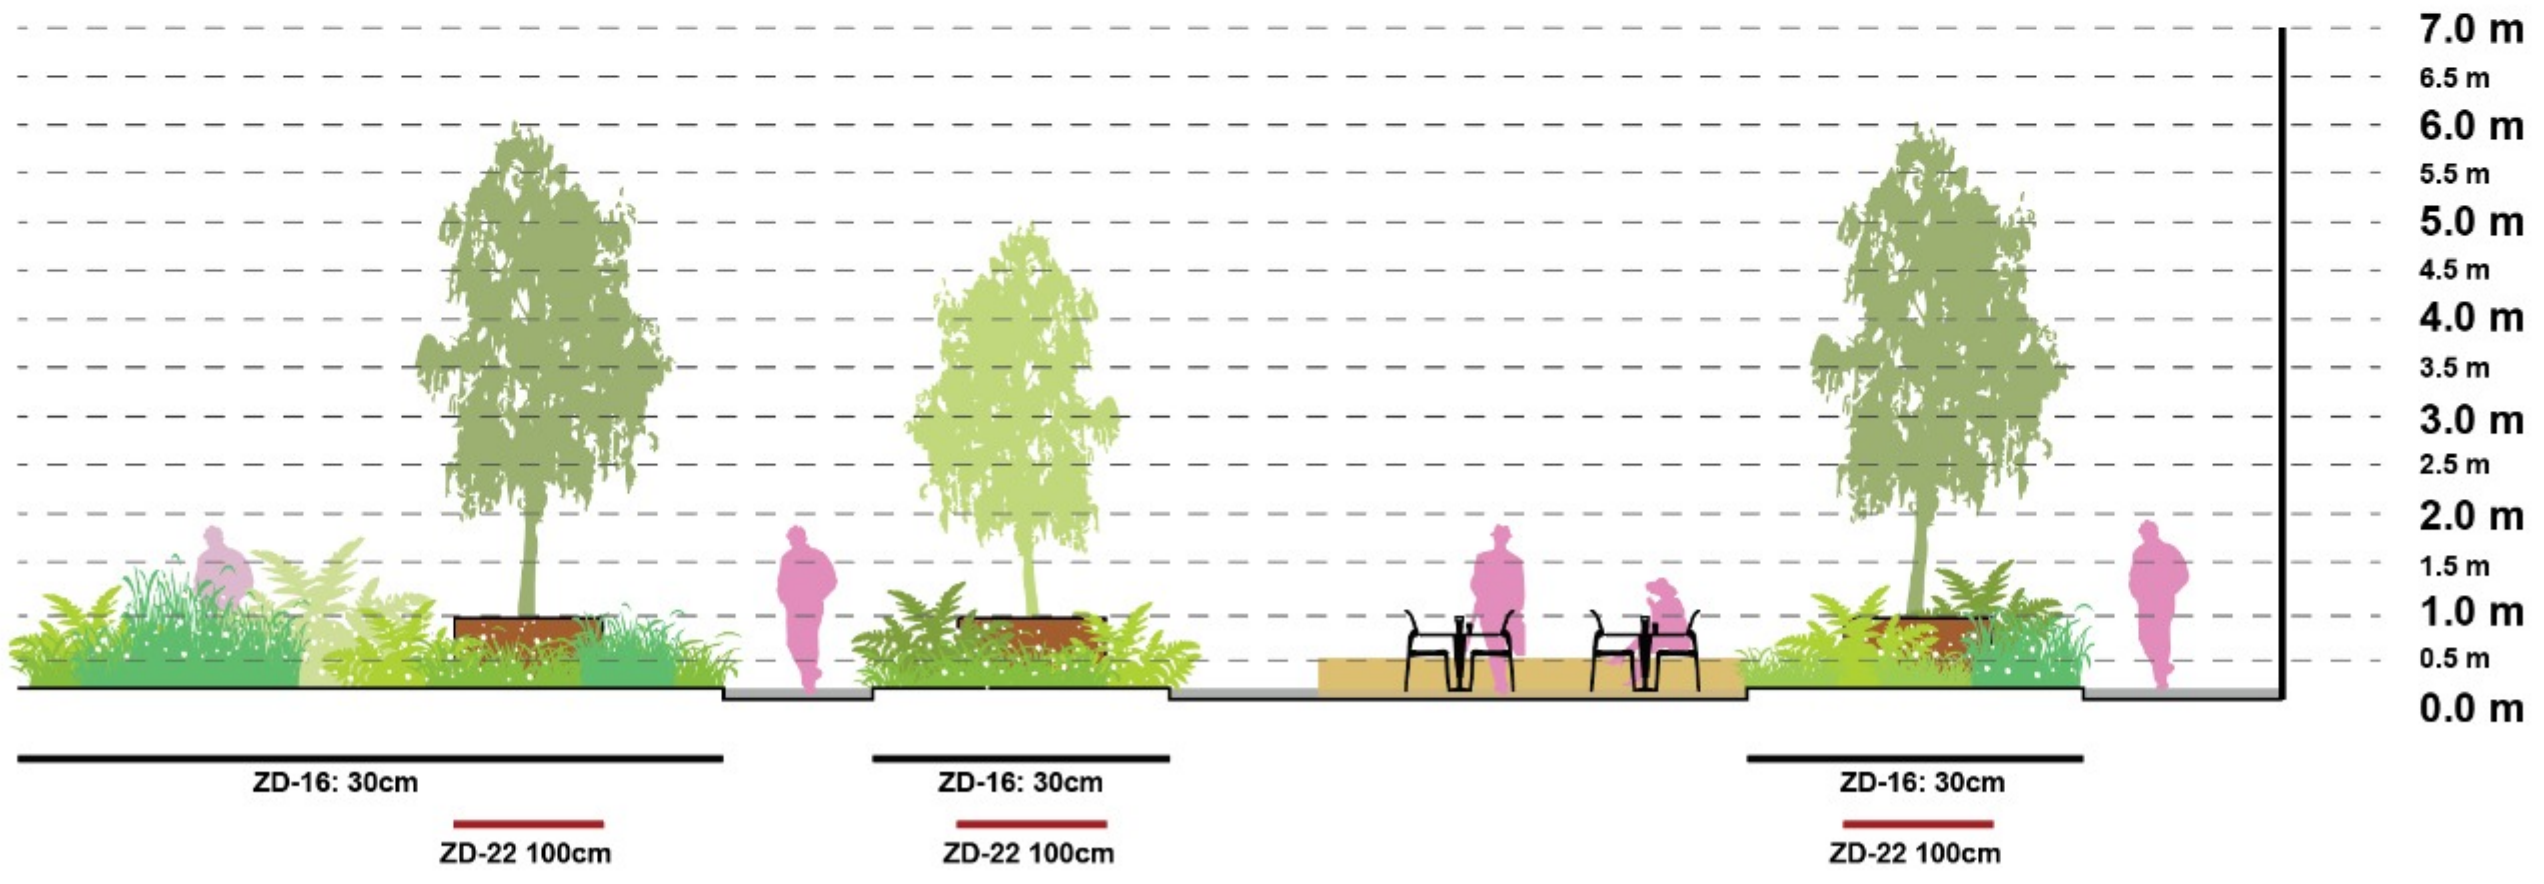 7.0 m
6.5 m
6.0 m
5.5 m
5.0 m
4.5 m
4.0 m
3.5 m
3.0 m
2.5 m
2.0 m
1.5 m
1.0 m
0.5 m
0.0 m
ZD-16: 30cm
ZD-16: 30cm
ZD-16: 30cm
ZD-22 100cm
ZD-22 100cm
ZD-22 100cm